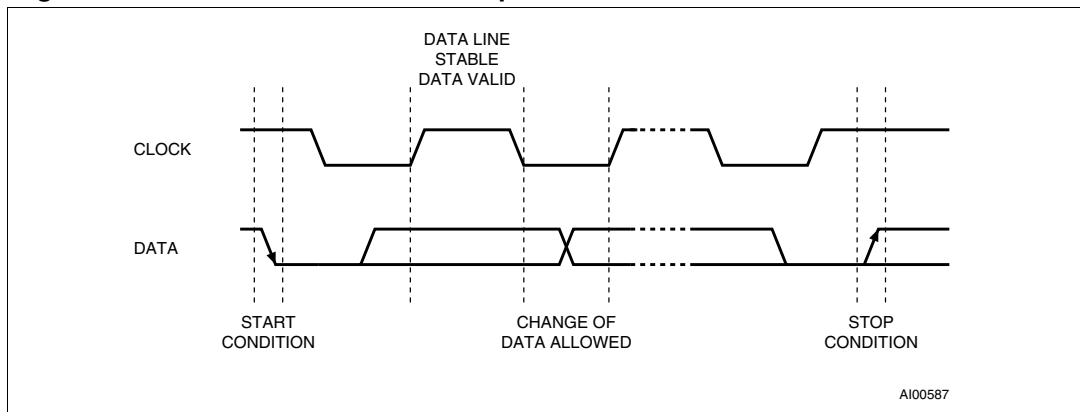 DATA LINE
STABLE
DATA VALID
CLOCK
DATA
START
CONDITION
CHANGE OF
DATA ALLOWED
STOP
CONDITION
AI00587